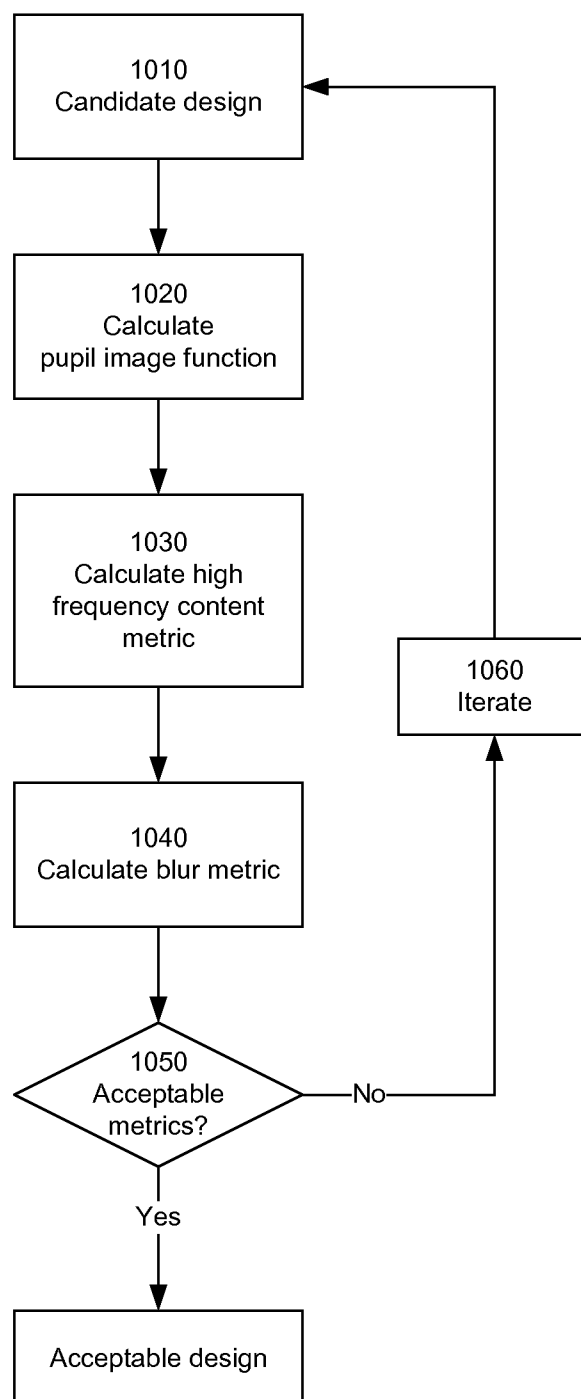 1010
Candidate design
1020
Calculate
pupil image function
1030
Calculate high
frequency content
metric
1060
Iterate
1040
Calculate blur metric
1050
Acceptable
metrics?
No
Yes
Acceptable design